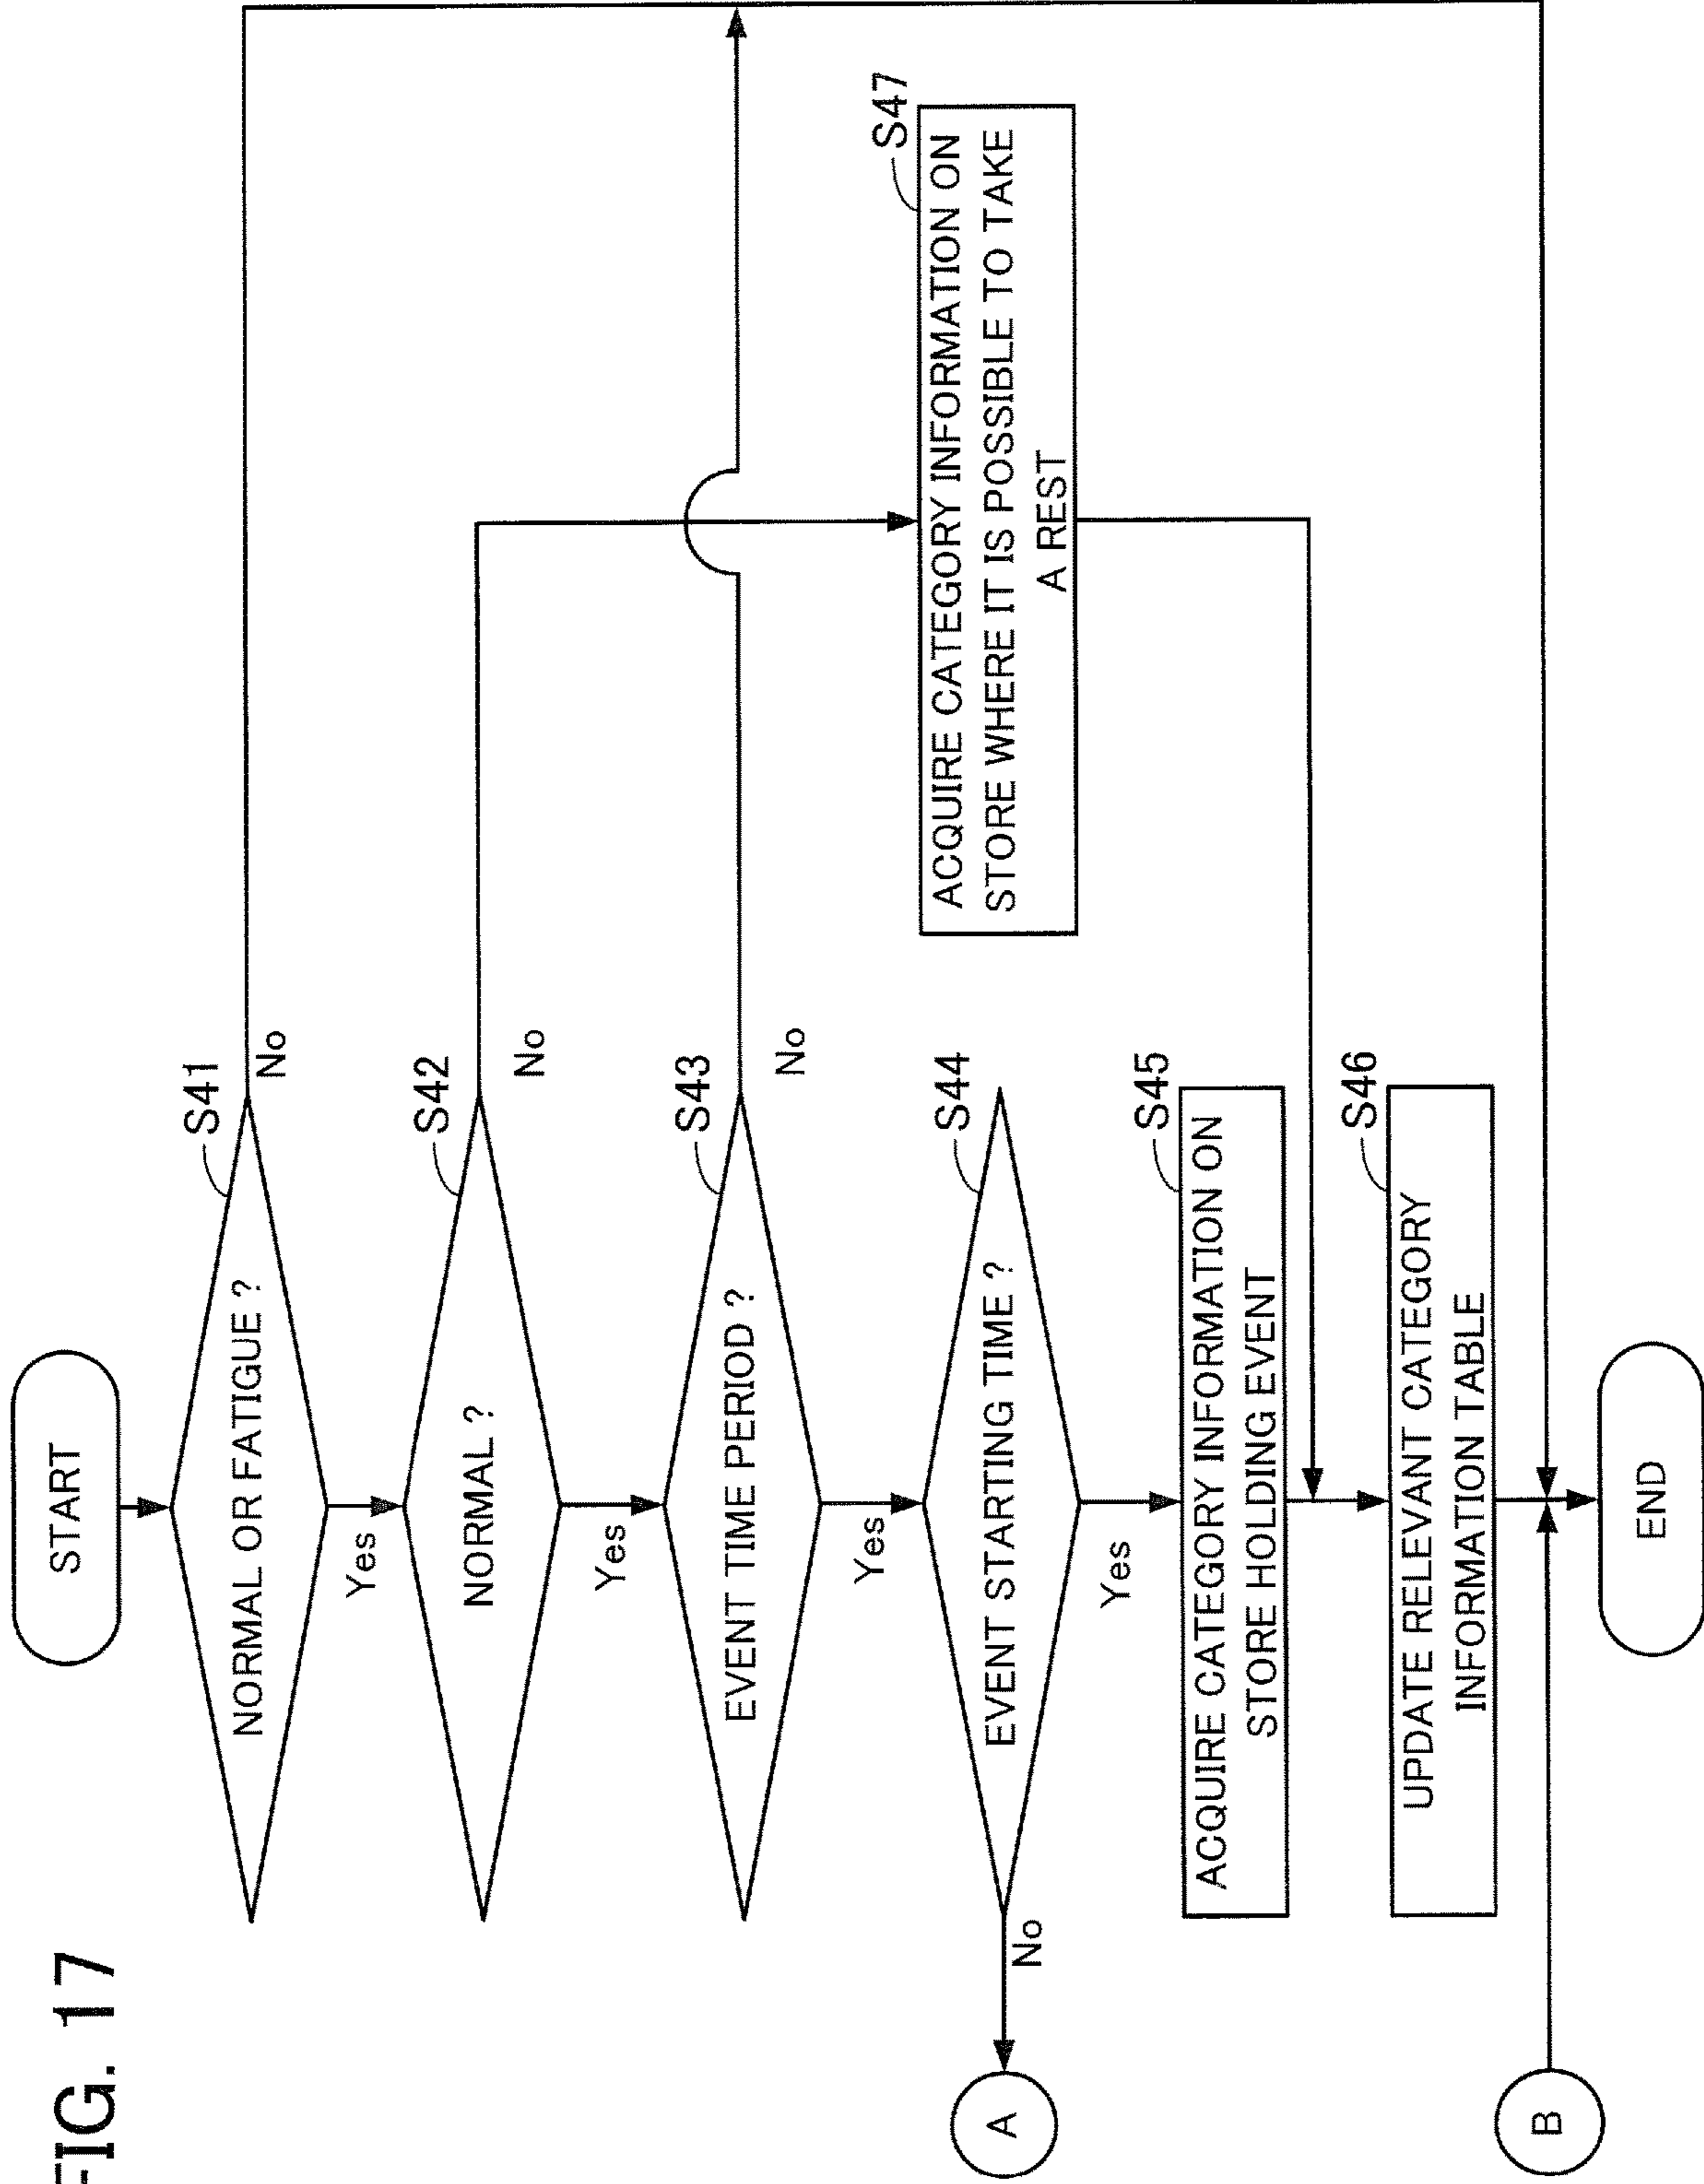 FIG. 17
START
S41
NORMAL OR FATIGUE ?
No
Yes
S42
NORMAL ?
No
Yes
S43
EVENT TIME PERIOD ?
No
Yes
S44
EVENT STARTING TIME ?
No
Yes
A
S45
ACQUIRE CATEGORY INFORMATION ON
STORE HOLDING EVENT
S47
ACQUIRE CATEGORY INFORMATION ON
STORE WHERE IT IS POSSIBLE TO TAKE
A REST
S46
UPDATE RELEVANT CATEGORY
INFORMATION TABLE
B
END